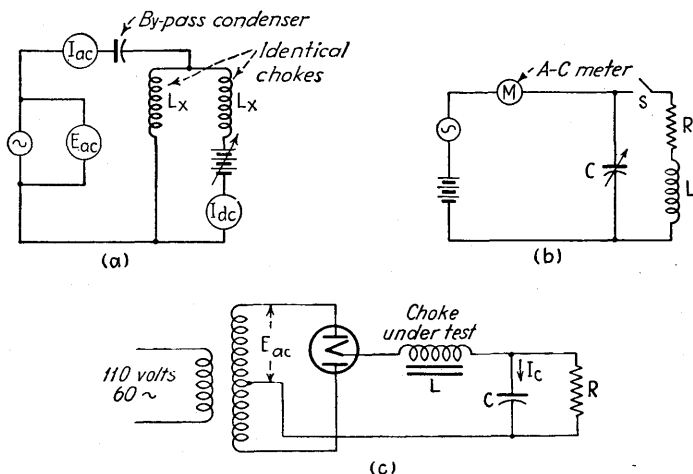 By-pass condenser
Iac
Identical
chokes
Lx
Lx
Eac
Idc
(a)
A-C meter
M
S
R
C
L
(b)
Choke
under test
Eac
110 volts
60 ~
L
Ic
C
R
(c)